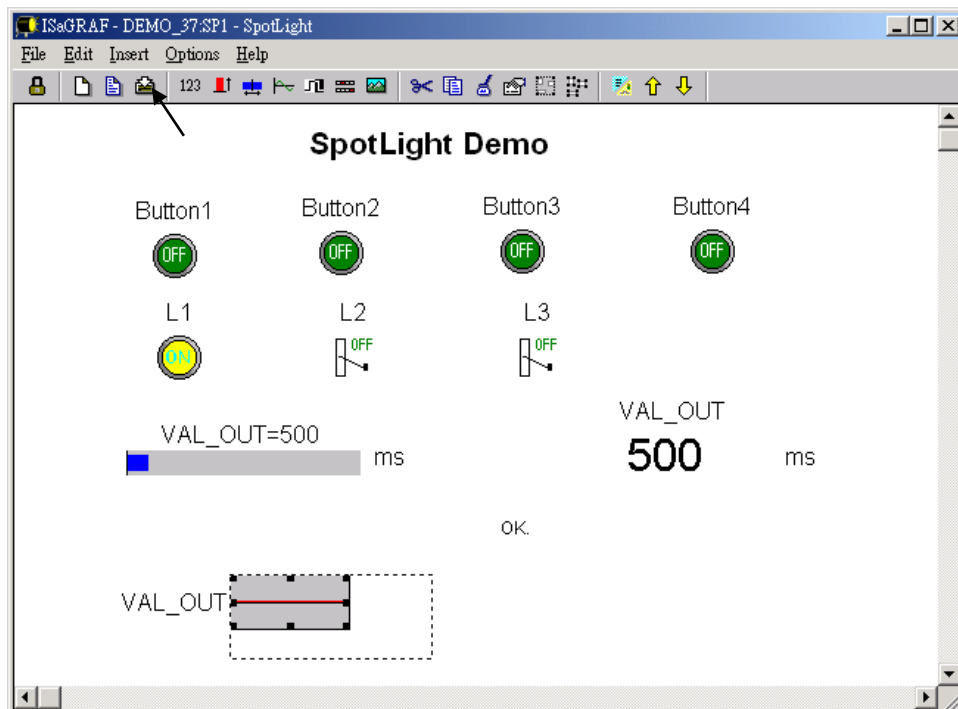 ISaGRAF - DEMO_37:SP1 - SpotLight
File Edit Insert Options Help
123
SpotLight Demo
Button1 Button2 Button3 Button4
OFF OFF OFF OFF
L1 L2 L3
ON OFF OFF
VAL_OUT
VAL_OUT=500
500 ms
ms
OK.
VAL_OUT